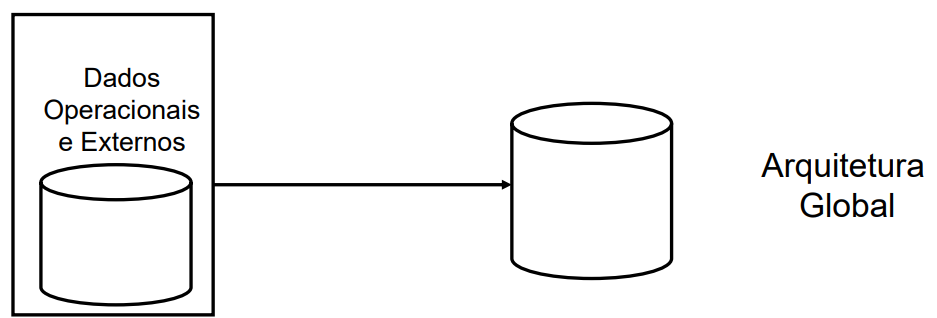 Dados
Operacionais
e Externos
Arquitetura
Global